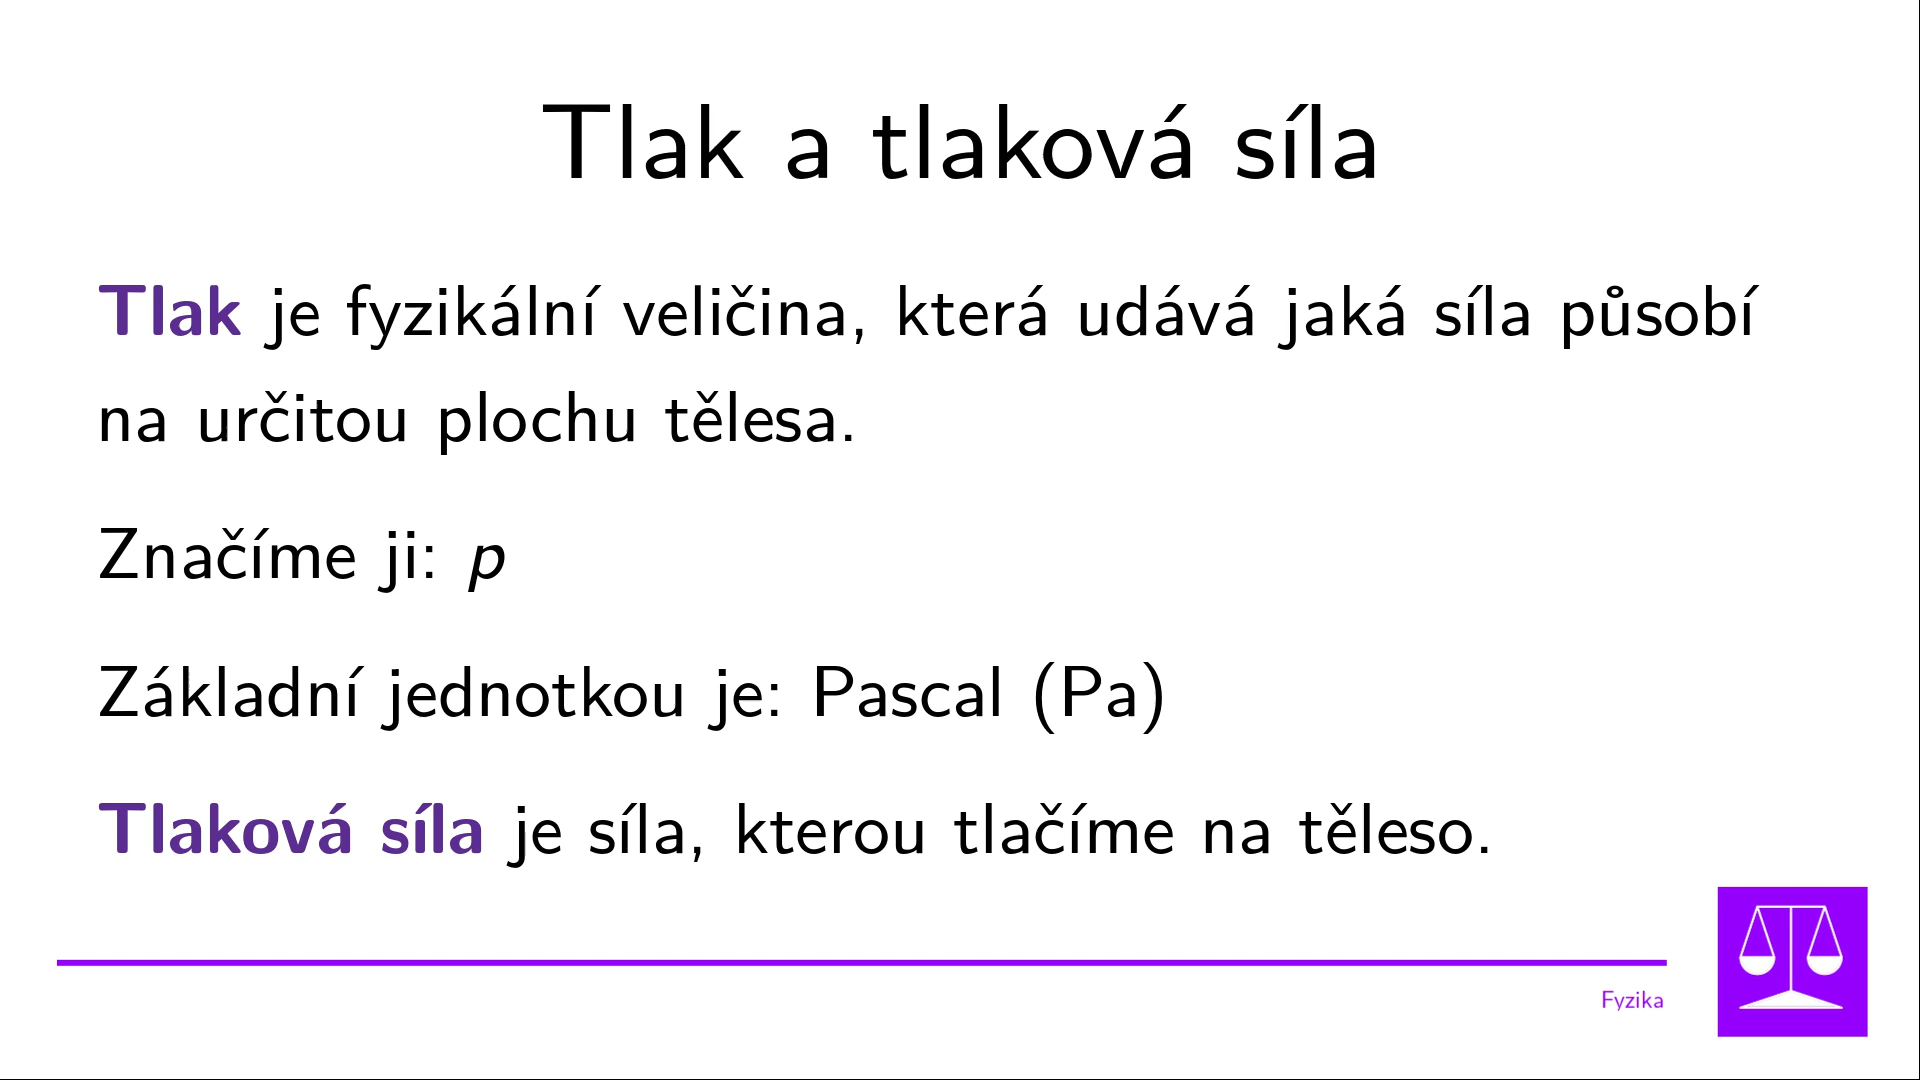 Tlak a tlaková síla
Tlak je fyzikální veličina, která udává jaká síla působí
na určitou plochu tělesa.
Značíme ji: p
Základní jednotkou je: Pascal (Pa)
Tlaková síla je síla, kterou tlačíme na těleso.
Fyzika